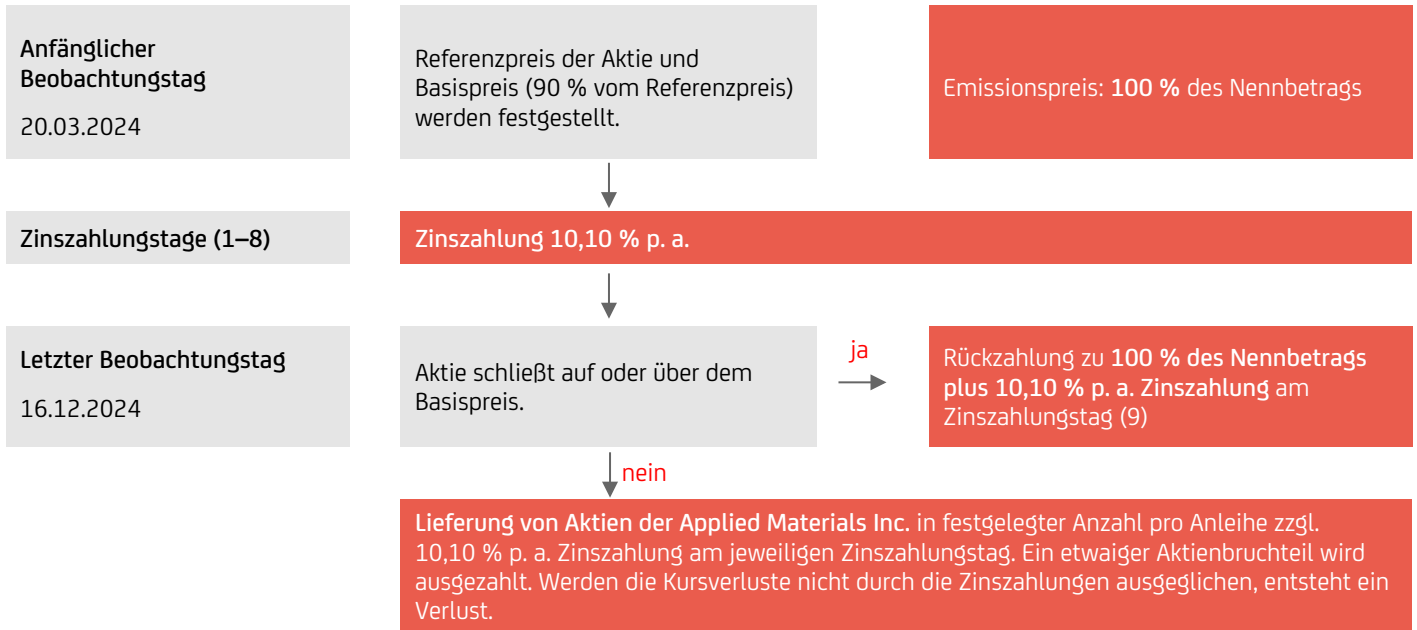 Anfänglicher
Beobachtungstag
20.03.2024
Referenzpreis der Aktie und
Basispreis (90 % vom Referenzpreis)
werden festgestellt.
Emissionspreis: 100 % des Nennbetrags
Zinszahlungstage (1–8)
Zinszahlung 10,10 % p. a.
Letzter Beobachtungstag
16.12.2024
Aktie schließt auf oder über dem
Basispreis.
ja
Rückzahlung zu 100 % des Nennbetrags
plus 10,10 % p. a. Zinszahlung am
Zinszahlungstag (9)
nein
Lieferung von Aktien der Applied Materials Inc. in festgelegter Anzahl pro Anleihe zzgl.
10,10 % p. a. Zinszahlung am jeweiligen Zinszahlungstag. Ein etwaiger Aktienbruchteil wird
ausgezahlt. Werden die Kursverluste nicht durch die Zinszahlungen ausgeglichen, entsteht ein
Verlust.